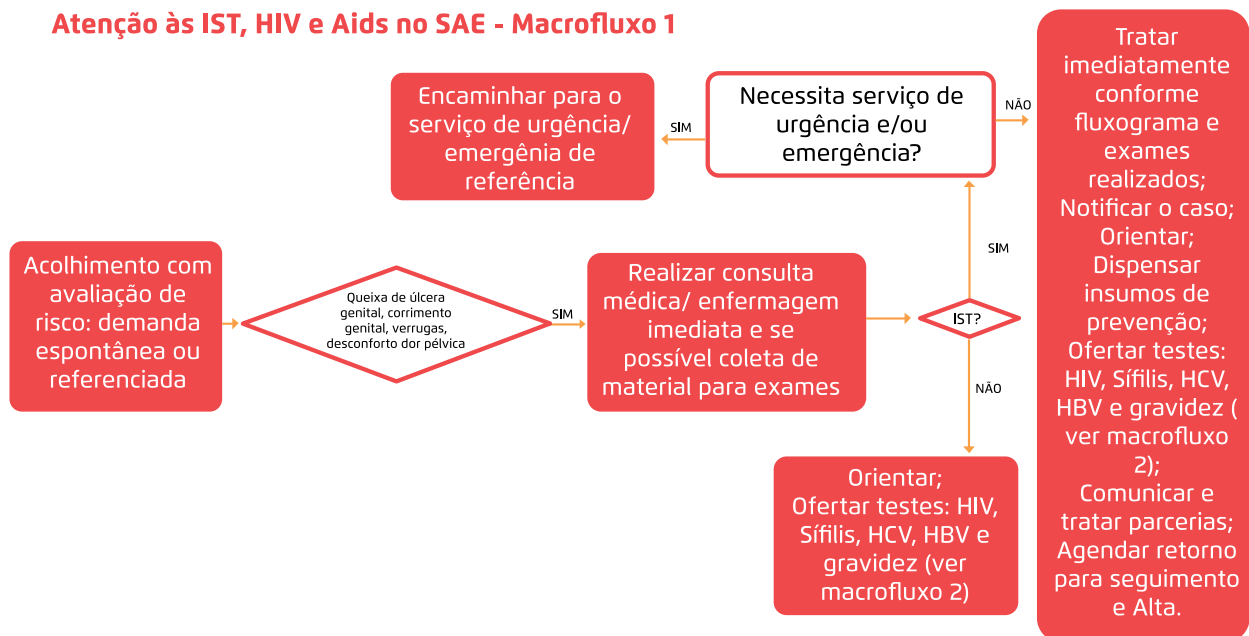 Atenção às IST, HIV e Aids no SAE - Macrofluxo 1
Acolhimento com
avaliação de
risco: demanda
espontânea ou
referenciada
Queixa de úlcera
genital, corrimento
genital, verrugas,
desconforto dor pélvica
SIM
Realizar consulta
médica/ enfermagem
imediata e se
possível coleta de
material para exames
IST?
SIM
NÃO
Necessita serviço de
urgência e/ou
emergência?
SIM
NÃO
Encaminhar para o
serviço de urgência/
emergênia de
referência
Orientar;
Ofertar testes: HIV,
Sífilis, HCV, HBV e
gravidez (ver
macrofluxo 2)
Tratar
imediatamente
conforme
fluxograma e
exames
realizados;
Notificar o caso;
Orientar;
Dispensar
insumos de
prevenção;
Ofertar testes:
HIV, Sífilis, HCV,
HBV e gravidez (
ver macrofluxo
2);
Comunicar e
tratar parcerias;
Agendar retorno
para seguimento
e Alta.